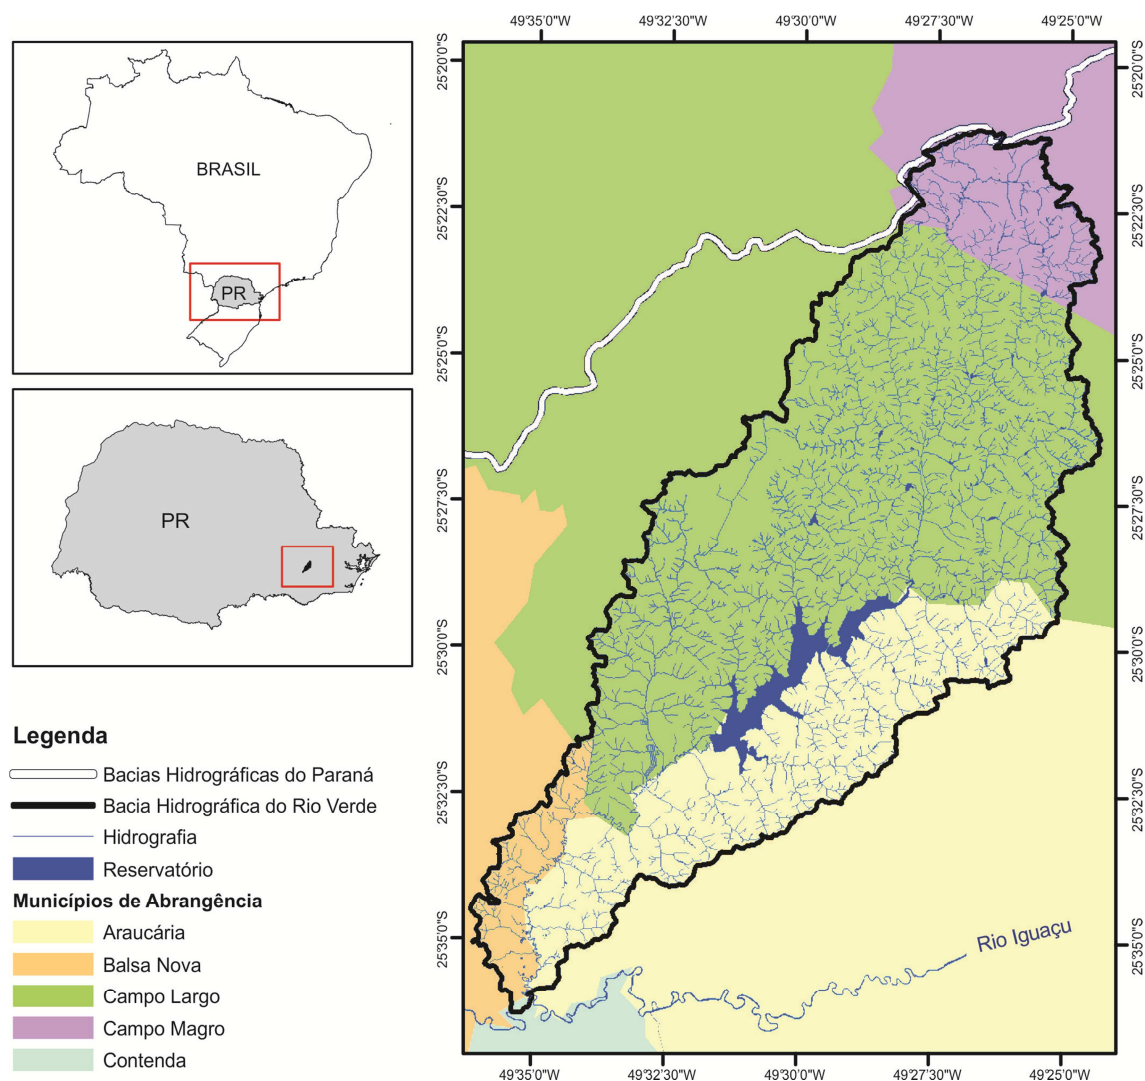 49°35'0"W 49°32'30"W 49°30'0"W 49°27'30"W 49°25'0"W
25°20'0"S
25°22'30"S
25°25'0"S
25°27'30"S
25°30'0"S
25°32'30"S
25°35'0"S
BRASIL
PR
PR
Legenda
Bacias Hidrográficas do Paraná
Bacia Hidrográfica do Rio Verde
Hidrografia
Reservatório
Municípios de Abrangência
Araucária
Balsa Nova
Campo Largo
Campo Magro
Contenda
Rio Iguaçu
25°20'0"S
25°22'30"S
25°25'0"S
25°27'30"S
25°30'0"S
25°32'30"S
25°35'0"S
49°35'0"W 49°32'30"W 49°30'0"W 49°27'30"W 49°25'0"W